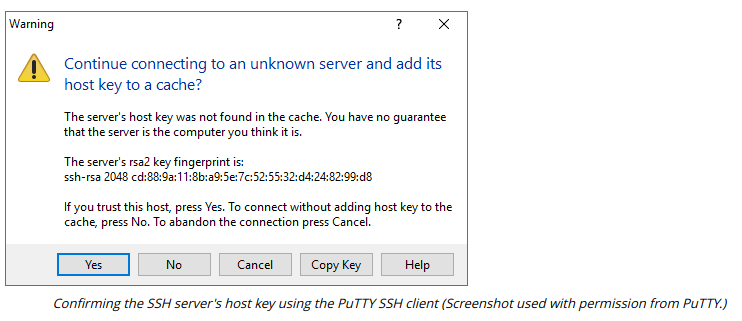 Warning
?
Continue connecting to an unknown server and add its
host key to a cache?
The server's host key was not found in the cache. You have no guarantee
that the server is the computer you think it is.
The server's rsa2 key fingerprint is:
ssh-rsa 2048 cd:88:9a:11:8b:a9:5e:7c:52:55:32:d4:24:82:99:d8
If you trust this host, press Yes. To connect without adding host key to the
cache, press No. To abandon the connection press Cancel.
Yes No Cancel Copy Key Help
Confirming the SSH server's host key using the PuTTY SSH client (Screenshot used with permission from PuTTY.)